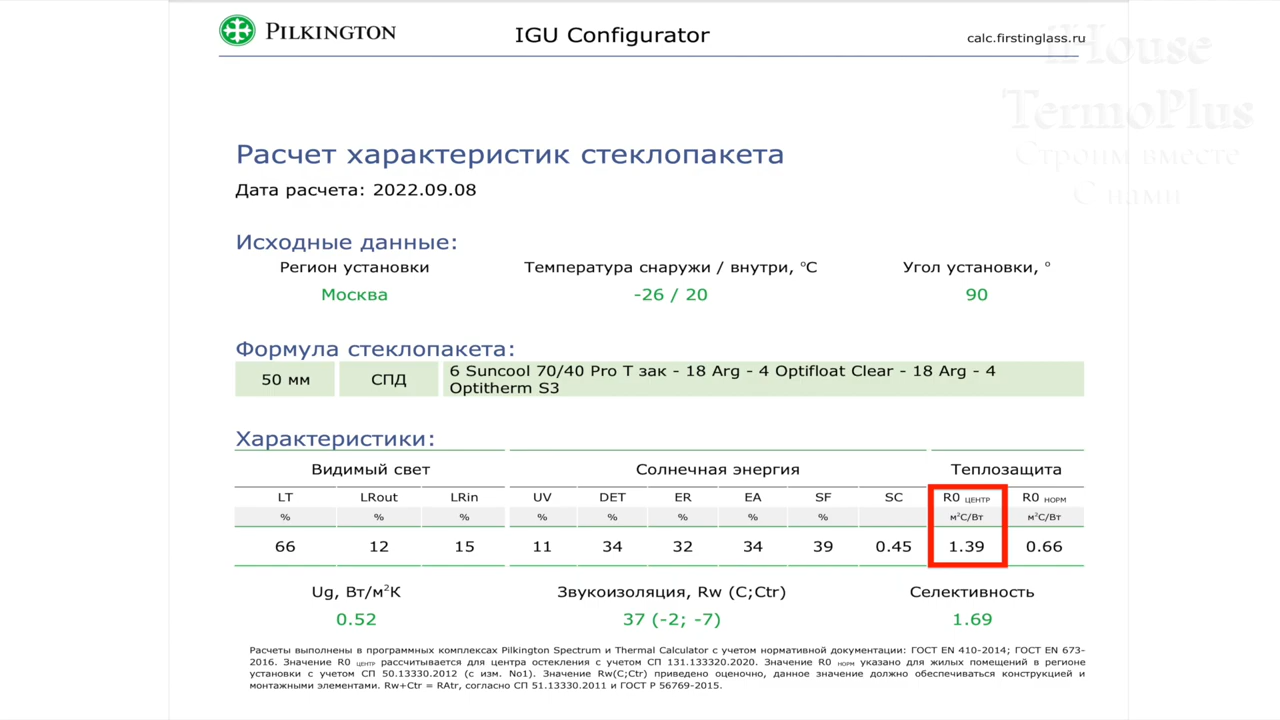 PILKINGTON
IGU Configurator
calc.firstinglass.ru
iHouse
TermoPlus
Строим вместе
С нами
Расчет характеристик стеклопакета
Дата расчета: 2022.09.08
Исходные данные:
Регион установки Температура снаружи / внутри, °C Угол установки, °
Москва -26 / 20 90
Формула стеклопакета:
50 мм СПД 6 Suncool 70/40 Pro T зак - 18 Arg - 4 Optifloat Clear - 18 Arg - 4
Optitherm S3
Характеристики:
Видимый свет Солнечная энергия Теплозащита
LT LRout LRin UV DET ER EA SF SC R0 ЦЕНТР R0 НОРМ
% % % % % % % % м²С/Вт м²С/Вт
66 12 15 11 34 32 34 39 0.45 1.39 0.66
Ug, Вт/м²К Звукоизоляция, Rw (C;Ctr) Селективность
0.52 37 (-2; -7) 1.69
Расчеты выполнены в программных комплексах Pilkington Spectrum и Thermal Calculator с учетом нормативной документации: ГОСТ EN 410-2014; ГОСТ EN 673-
2016. Значение R0 ЦЕНТР рассчитывается для центра остекления с учетом СП 131.133320.2020. Значение R0 НОРМ указано для жилых помещений в регионе
установки с учетом СП 50.13330.2012 (с изм. No1). Значение Rw(C;Ctr) приведено оценочно, данное значение должно обеспечиваться конструкцией и
монтажными элементами. Rw+Ctr = RAtr, согласно СП 51.13330.2011 и ГОСТ Р 56769-2015.